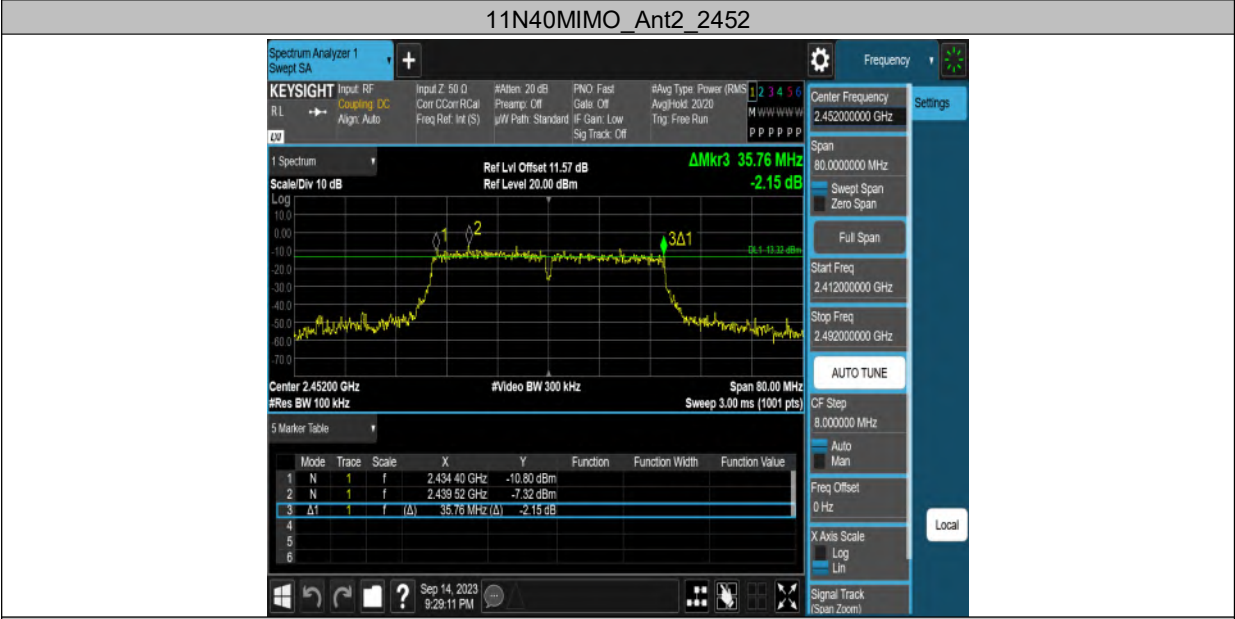 11N40MIMO_Ant2_2452
Spectrum Analyzer 1
Swept SA
+
Frequency
KEYSIGHT
RL
LXI
Input: RF
Coupling: DC
Align: Auto
Input Z: 50 Ω
Corr CCorr RCal
Freq Ref: Int (S)
#Atten: 20 dB
Preamp: Off
µW Path: Standard
PNO: Fast
Gate: Off
IF Gain: Low
Sig Track: Off
#Avg Type: Power (RMS
Avg|Hold: 20/20
Trig: Free Run
1 2 3 4 5 6
M W W W W W
P P P P P P
1 Spectrum
Scale/Div 10 dB
Ref Lvl Offset 11.57 dB
Ref Level 20.00 dBm
ΔMkr3 35.76 MHz
-2.15 dB
Log
10.0
0.00
-10.0
-20.0
-30.0
-40.0
-50.0
-60.0
-70.0
1
2
3Δ1
DL1 -13.32 dBm
Center 2.45200 GHz
#Video BW 300 kHz
Span 80.00 MHz
#Res BW 100 kHz
Sweep 3.00 ms (1001 pts)
5 Marker Table
Mode Trace Scale X Y Function Function Width Function Value
1 N 1 f 2.434 40 GHz -10.80 dBm
2 N 1 f 2.439 52 GHz -7.32 dBm
3 Δ1 1 f (Δ) 35.76 MHz (Δ) -2.15 dB
4
5
6
Sep 14, 2023
9:29:11 PM
?
Center Frequency
2.452000000 GHz
Settings
Span
80.0000000 MHz
Swept Span
Zero Span
Full Span
Start Freq
2.412000000 GHz
Stop Freq
2.492000000 GHz
AUTO TUNE
CF Step
8.000000 MHz
Auto
Man
Freq Offset
0 Hz
X Axis Scale
Log
Lin
Local
Signal Track
(Span Zoom)